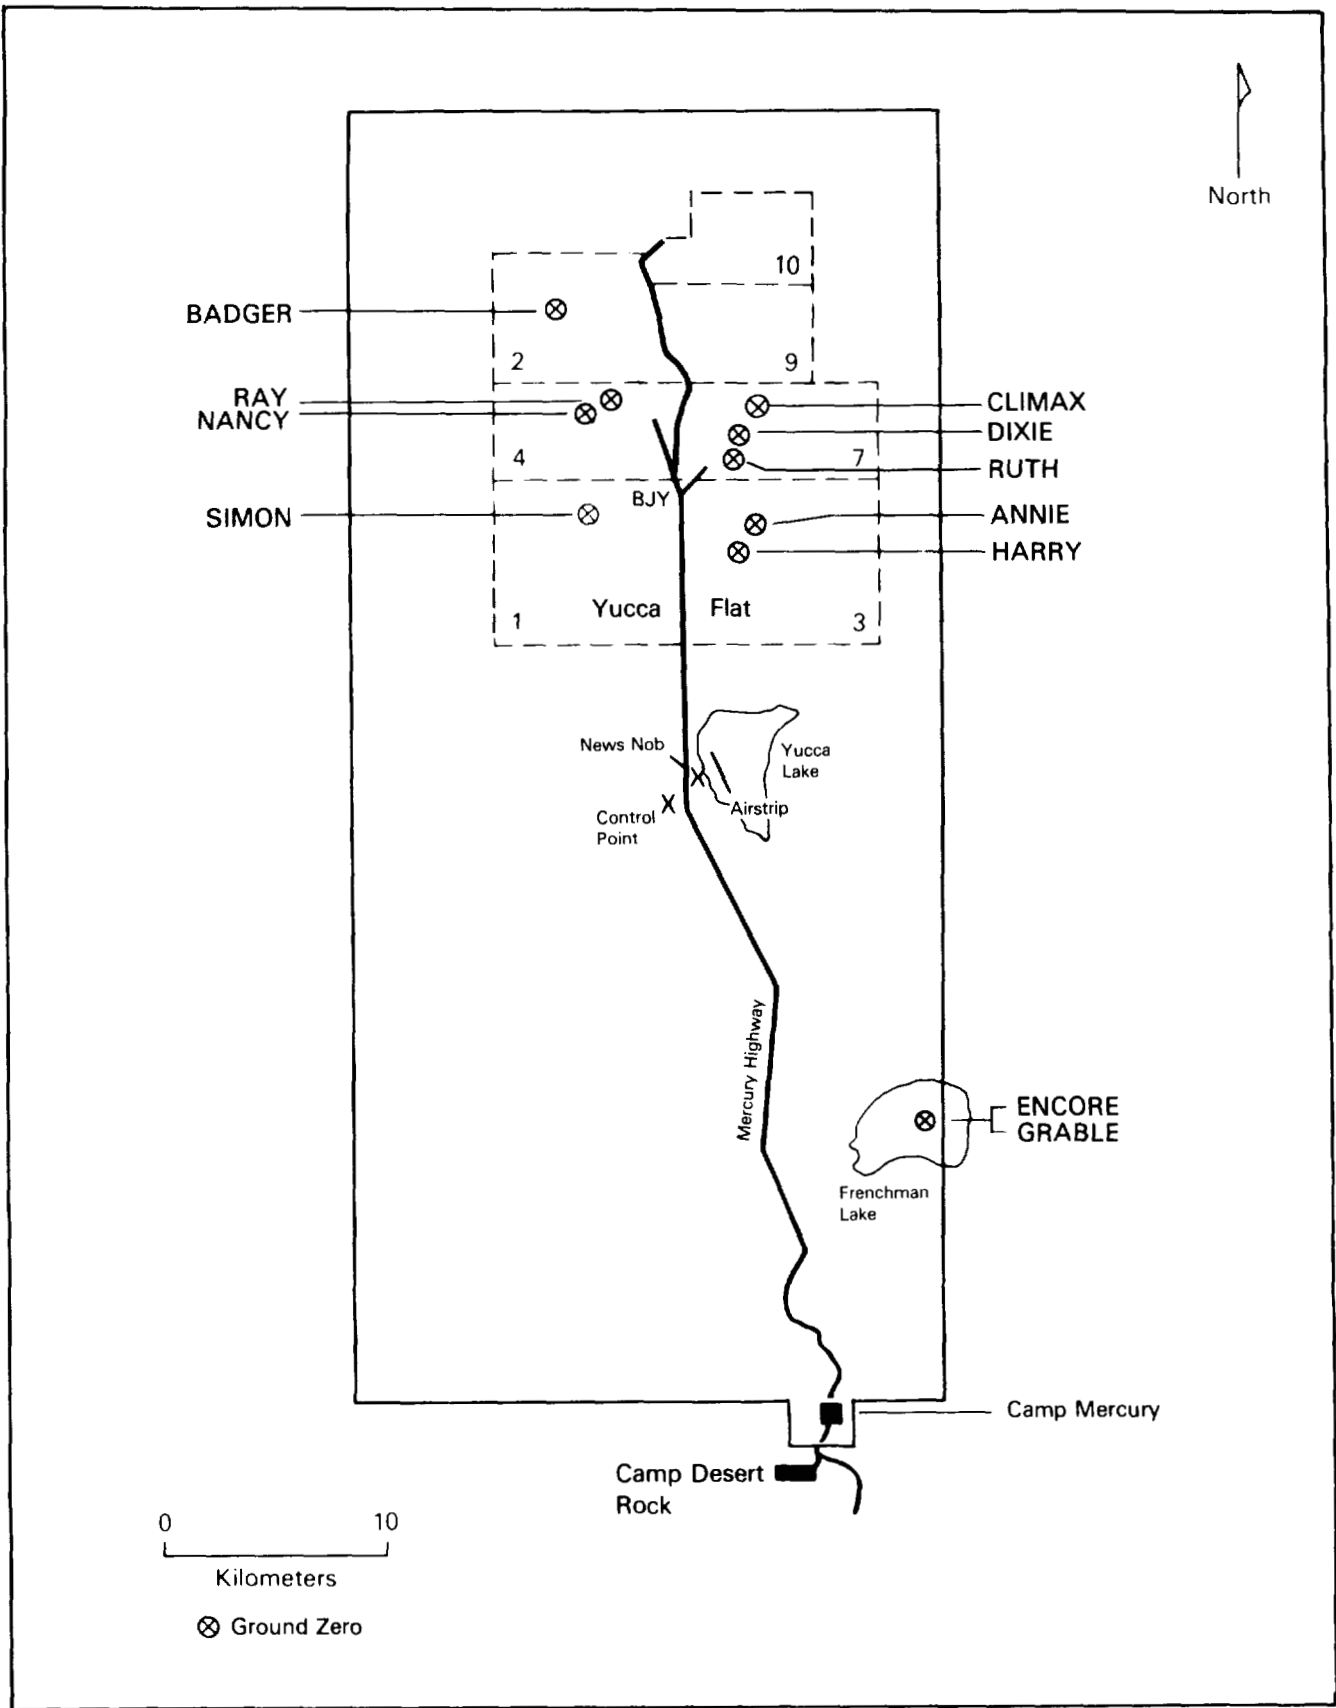 North
10
BADGER
2
9
RAY
NANCY
CLIMAX
DIXIE
4
7
RUTH
BJY
SIMON
ANNIE
HARRY
Yucca Flat
1
3
News Nob
Yucca
Lake
Airstrip
Control
Point
Mercury Highway
ENCORE
GRABLE
Frenchman
Lake
Camp Mercury
Camp Desert
Rock
0 10
Kilometers
Ground Zero